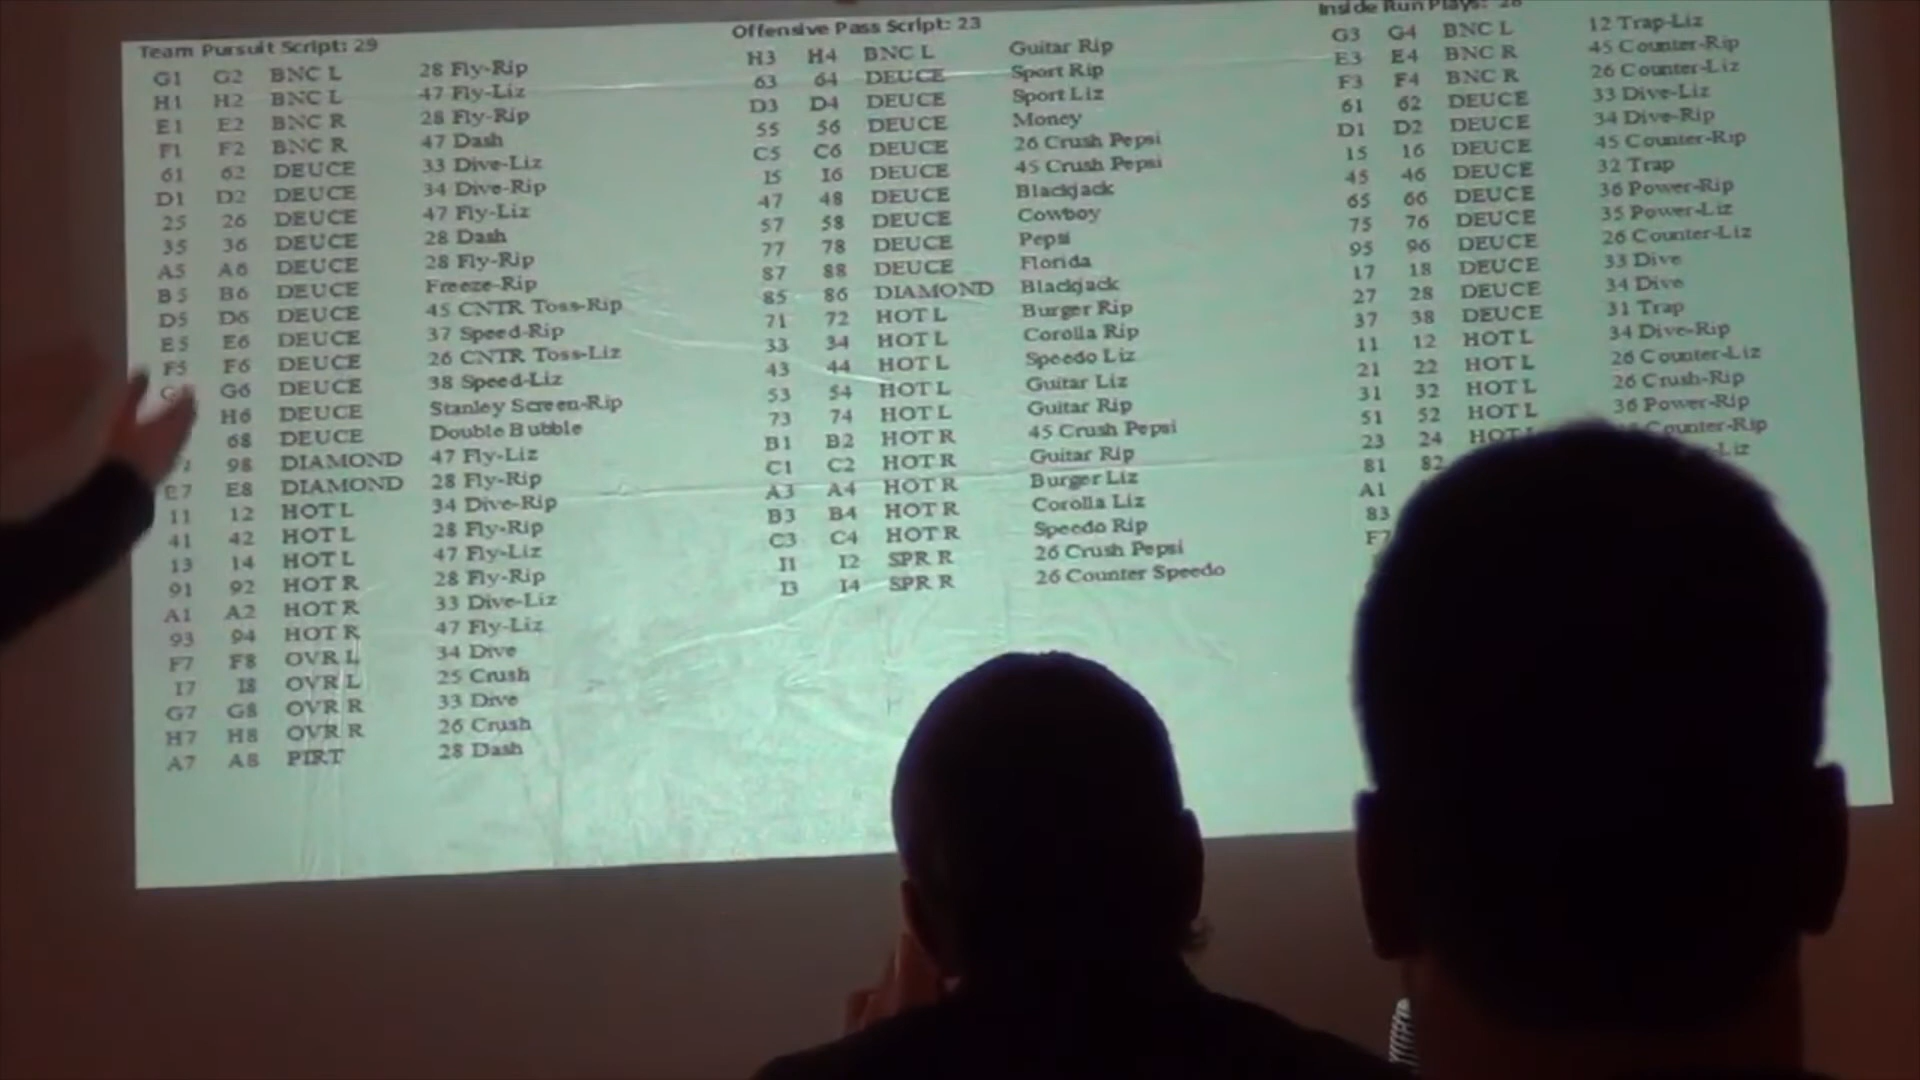 Team Pursuit Script: 29
G1 G2 BNC L 28 Fly-Rip
H1 H2 BNC L 47 Fly-Liz
E1 E2 BNC R 28 Fly-Rip
F1 F2 BNC R 47 Dash
61 62 DEUCE 33 Dive-Liz
D1 D2 DEUCE 34 Dive-Rip
25 26 DEUCE 47 Fly-Liz
35 36 DEUCE 28 Dash
A5 A6 DEUCE 28 Fly-Rip
B5 B6 DEUCE Freeze-Rip
D5 D6 DEUCE 45 CNTR Toss-Rip
E5 E6 DEUCE 37 Speed-Rip
F5 F6 DEUCE 26 CNTR Toss-Liz
G6 DEUCE 38 Speed-Liz
H6 DEUCE Stanley Screen-Rip
68 DEUCE Double Bubble
98 DIAMOND 47 Fly-Liz
E7 E8 DIAMOND 28 Fly-Rip
11 12 HOT L 34 Dive-Rip
41 42 HOT L 28 Fly-Rip
13 14 HOT L 47 Fly-Liz
91 92 HOT R 28 Fly-Rip
A1 A2 HOT R 33 Dive-Liz
93 94 HOT R 47 Fly-Liz
F7 F8 OVR L 34 Dive
I7 I8 OVR L 25 Crush
G7 G8 OVR R 33 Dive
H7 H8 OVR R 26 Crush
A7 A8 PIRT 28 Dash
Offensive Pass Script: 23
H3 H4 BNC L Guitar Rip
63 64 DEUCE Sport Rip
D3 D4 DEUCE Sport Liz
55 56 DEUCE Money
C5 C6 DEUCE 26 Crush Pepsi
I5 I6 DEUCE 45 Crush Pepsi
47 48 DEUCE Blackjack
57 58 DEUCE Cowboy
77 78 DEUCE Pepsi
87 88 DEUCE Florida
85 86 DIAMOND Blackjack
71 72 HOT L Burger Rip
33 34 HOT L Corolla Rip
43 44 HOT L Speedo Liz
53 54 HOT L Guitar Liz
73 74 HOT L Guitar Rip
B1 B2 HOT R 45 Crush Pepsi
C1 C2 HOT R Guitar Rip
A3 A4 HOT R Burger Liz
B3 B4 HOT R Corolla Liz
C3 C4 HOT R Speedo Rip
I1 I2 SPR R 26 Crush Pepsi
I3 I4 SPR R 26 Counter Speedo
Inside Run Plays: 26
G3 G4 BNC L 12 Trap-Liz
E3 E4 BNC R 45 Counter-Rip
F3 F4 BNC R 26 Counter-Liz
61 62 DEUCE 33 Dive-Liz
D1 D2 DEUCE 34 Dive-Rip
15 16 DEUCE 45 Counter-Rip
45 46 DEUCE 32 Trap
65 66 DEUCE 36 Power-Rip
75 76 DEUCE 35 Power-Liz
95 96 DEUCE 26 Counter-Liz
17 18 DEUCE 33 Dive
27 28 DEUCE 34 Dive
37 38 DEUCE 31 Trap
11 12 HOT L 34 Dive-Rip
21 22 HOT L 26 Counter-Liz
31 32 HOT L 26 Crush-Rip
51 52 HOT L 36 Power-Rip
23 24 HOT Counter-Rip
81 82 -Liz
A1
83
F7